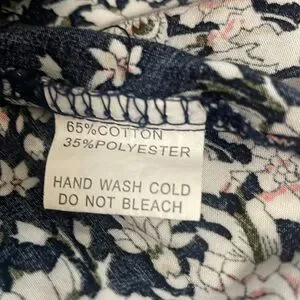 65%COTTON
35%POLYESTER
HAND WASH COLD
DO NOT BLEACH